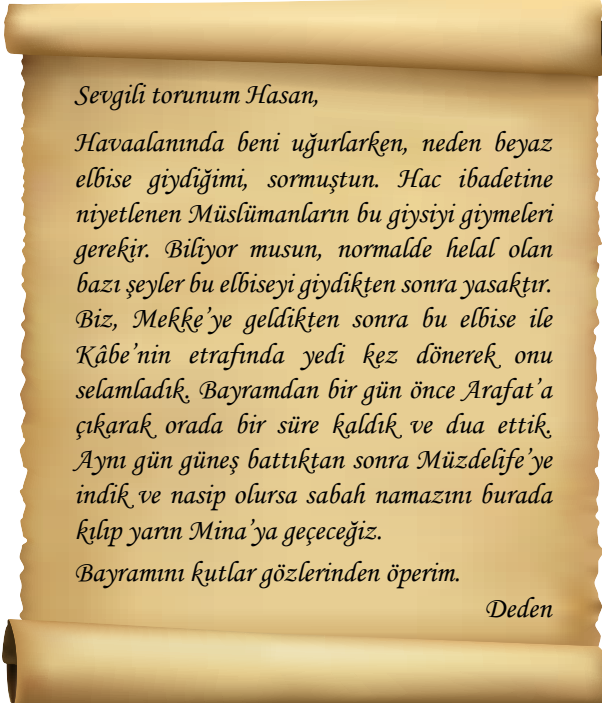 Sevgili torunum Hasan,
Havaalanında beni uğurlarken, neden beyaz
elbise giydiğimi, sormuştun. Hac ibadetine
niyetlenen Müslümanların bu giysiyi giymeleri
gerekir. Biliyor musun, normalde helal olan
bazı şeyler bu elbiseyi giydikten sonra yasaktır.
Biz, Mekke’ye geldikten sonra bu elbise ile
Kâbe’nin etrafında yedi kez dönerek onu
selamladık. Bayramdan bir gün önce Arafat’a
çıkarak orada bir süre kaldık ve dua ettik.
Aynı gün güneş battıktan sonra Müzdelife’ye
indik ve nasip olursa sabah namazını burada
kılıp yarın Mina’ya geçeceğiz.
Bayramını kutlar gözlerinden öperim.
Deden